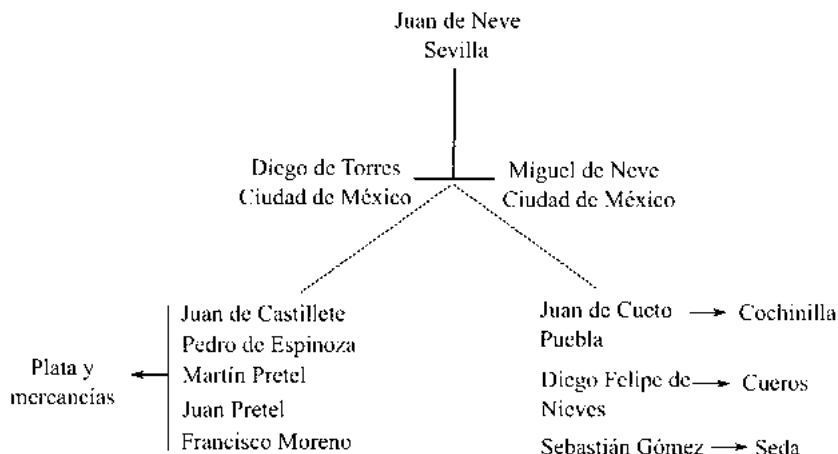 Juan de Neve
Sevilla
Diego de Torres
Ciudad de México
Miguel de Neve
Ciudad de México
Plata y
mercancías
Juan de Castillete
Pedro de Espinoza
Martín Pretel
Juan Pretel
Francisco Moreno
Juan de Cueto
Puebla
Cochinilla
Diego Felipe de
Nieves
Cueros
Sebastián Gómez
Seda